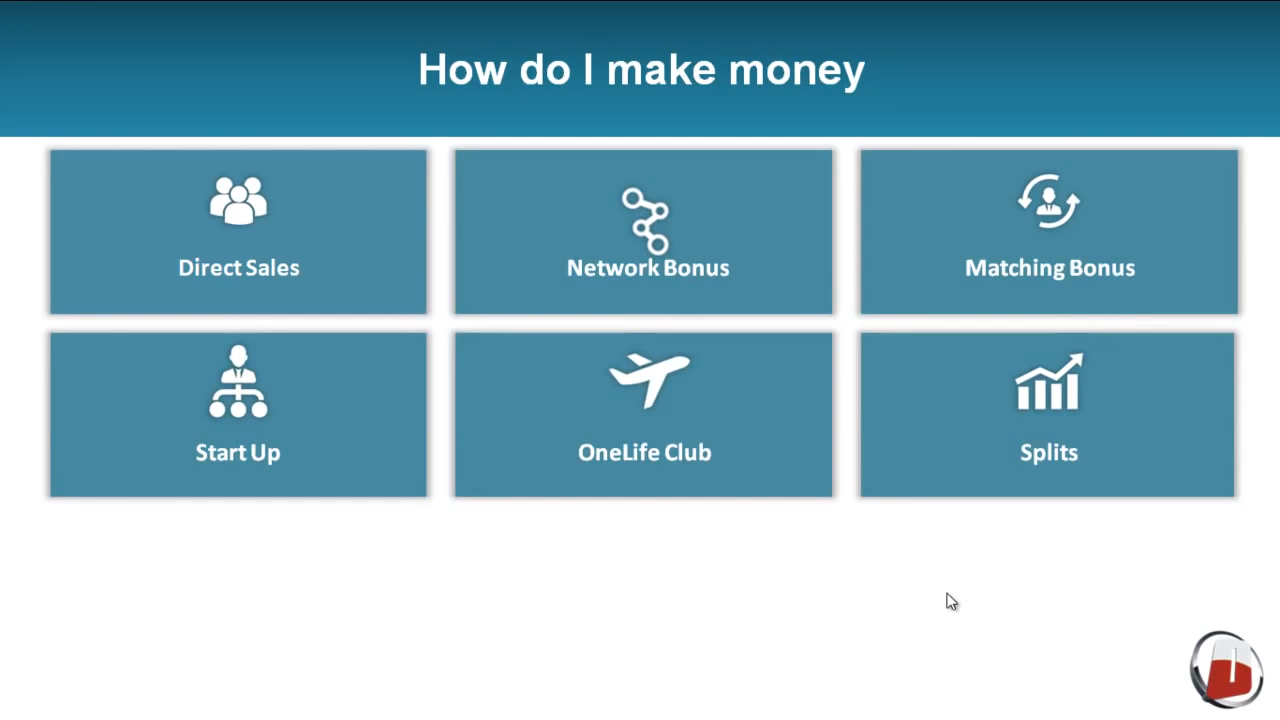 How do I make money
Direct Sales
Network Bonus
Matching Bonus
Start Up
OneLife Club
Splits